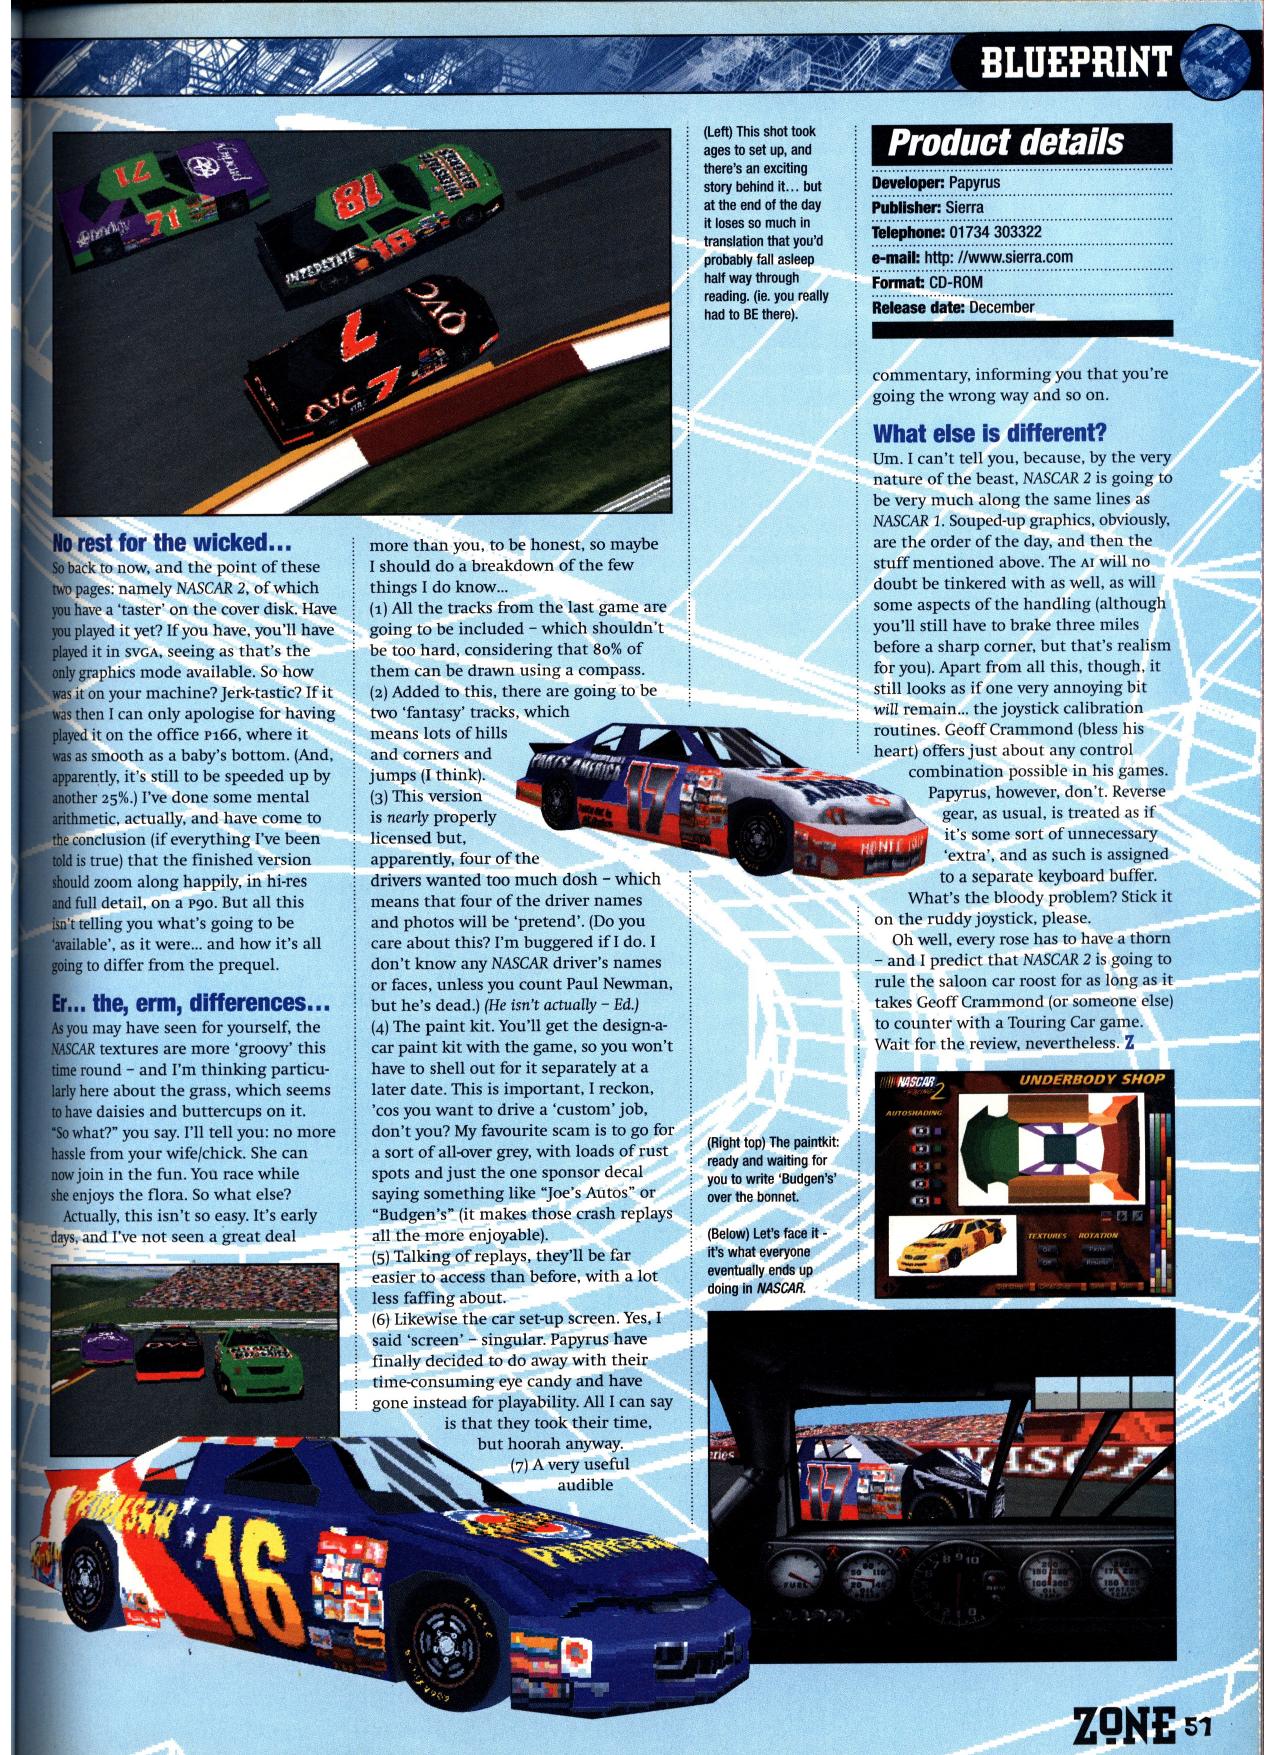 BLUEPRINT
71
71
18
INTERSTATE
18
QVC
7
QVC
7
(Left) This shot took
ages to set up, and
there's an exciting
story behind it... but
at the end of the day
it loses so much in
translation that you'd
probably fall asleep
half way through
reading. (ie. you really
had to BE there).
Product details
Developer: Papyrus
Publisher: Sierra
Telephone: 01734 303322
e-mail: http: //www.sierra.com
Format: CD-ROM
Release date: December
No rest for the wicked...
So back to now, and the point of these
two pages: namely NASCAR 2, of which
you have a 'taster' on the cover disk. Have
you played it yet? If you have, you'll have
played it in SVGA, seeing as that's the
only graphics mode available. So how
was it on your machine? Jerk-tastic? If it
was then I can only apologise for having
played it on the office P166, where it
was as smooth as a baby's bottom. (And,
apparently, it's still to be speeded up by
another 25%.) I've done some mental
arithmetic, actually, and have come to
the conclusion (if everything I've been
told is true) that the finished version
should zoom along happily, in hi-res
and full detail, on a P90. But all this
isn't telling you what's going to be
'available', as it were... and how it's all
going to differ from the prequel.
Er... the, erm, differences...
As you may have seen for yourself, the
NASCAR textures are more 'groovy' this
time round – and I'm thinking particu-
larly here about the grass, which seems
to have daisies and buttercups on it.
"So what?" you say. I'll tell you: no more
hassle from your wife/chick. She can
now join in the fun. You race while
she enjoys the flora. So what else?
Actually, this isn't so easy. It's early
days, and I've not seen a great deal
more than you, to be honest, so maybe
I should do a breakdown of the few
things I do know...
(1) All the tracks from the last game are
going to be included – which shouldn't
be too hard, considering that 80% of
them can be drawn using a compass.
(2) Added to this, there are going to be
two 'fantasy' tracks, which
means lots of hills
and corners and
jumps (I think).
(3) This version
is nearly properly
licensed but,
apparently, four of the
drivers wanted too much dosh – which
means that four of the driver names
and photos will be 'pretend'. (Do you
care about this? I'm buggered if I do. I
don't know any NASCAR driver's names
or faces, unless you count Paul Newman,
but he's dead.) (He isn't actually – Ed.)
(4) The paint kit. You'll get the design-a-
car paint kit with the game, so you won't
have to shell out for it separately at a
later date. This is important, I reckon,
'cos you want to drive a 'custom' job,
don't you? My favourite scam is to go for
a sort of all-over grey, with loads of rust
spots and just the one sponsor decal
saying something like "Joe's Autos" or
"Budgen's" (it makes those crash replays
all the more enjoyable).
(5) Talking of replays, they'll be far
easier to access than before, with a lot
less faffing about.
(6) Likewise the car set-up screen. Yes, I
said 'screen' – singular. Papyrus have
finally decided to do away with their
time-consuming eye candy and have
gone instead for playability. All I can say
is that they took their time,
but hoorah anyway.
(7) A very useful
audible
commentary, informing you that you're
going the wrong way and so on.
What else is different?
Um. I can't tell you, because, by the very
nature of the beast, NASCAR 2 is going to
be very much along the same lines as
NASCAR 1. Souped-up graphics, obviously,
are the order of the day, and then the
stuff mentioned above. The AI will no
doubt be tinkered with as well, as will
some aspects of the handling (although
you'll still have to brake three miles
before a sharp corner, but that's realism
for you). Apart from all this, though, it
still looks as if one very annoying bit
will remain... the joystick calibration
routines. Geoff Crammond (bless his
heart) offers just about any control
combination possible in his games.
Papyrus, however, don't. Reverse
gear, as usual, is treated as if
it's some sort of unnecessary
'extra', and as such is assigned
to a separate keyboard buffer.
What's the bloody problem? Stick it
on the ruddy joystick, please.
Oh well, every rose has to have a thorn
– and I predict that NASCAR 2 is going to
rule the saloon car roost for as long as it
takes Geoff Crammond (or someone else)
to counter with a Touring Car game.
Wait for the review, nevertheless. Z
PARTS AMERICA
17
MONTE CARLO
NASCAR
2
UNDERBODY SHOP
AUTOSHADING
TEXTURES
ROTATION
(Right top) The paintkit:
ready and waiting for
you to write 'Budgen's'
over the bonnet.
(Below) Let's face it -
it's what everyone
eventually ends up
doing in NASCAR.
17
NASCA
FUEL
PRIMESTAR
16
PRIMESTAR
ZONE 51